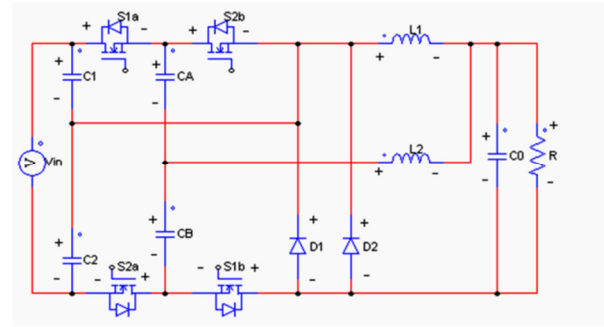 S1a S2b L1
+ - + -
+ C1 + CA + -
- -
V Vin L2 + C0 + R
+ - - -
+ C2 + CB + D1 + D2
- - - -
S2a S1b
- + - +